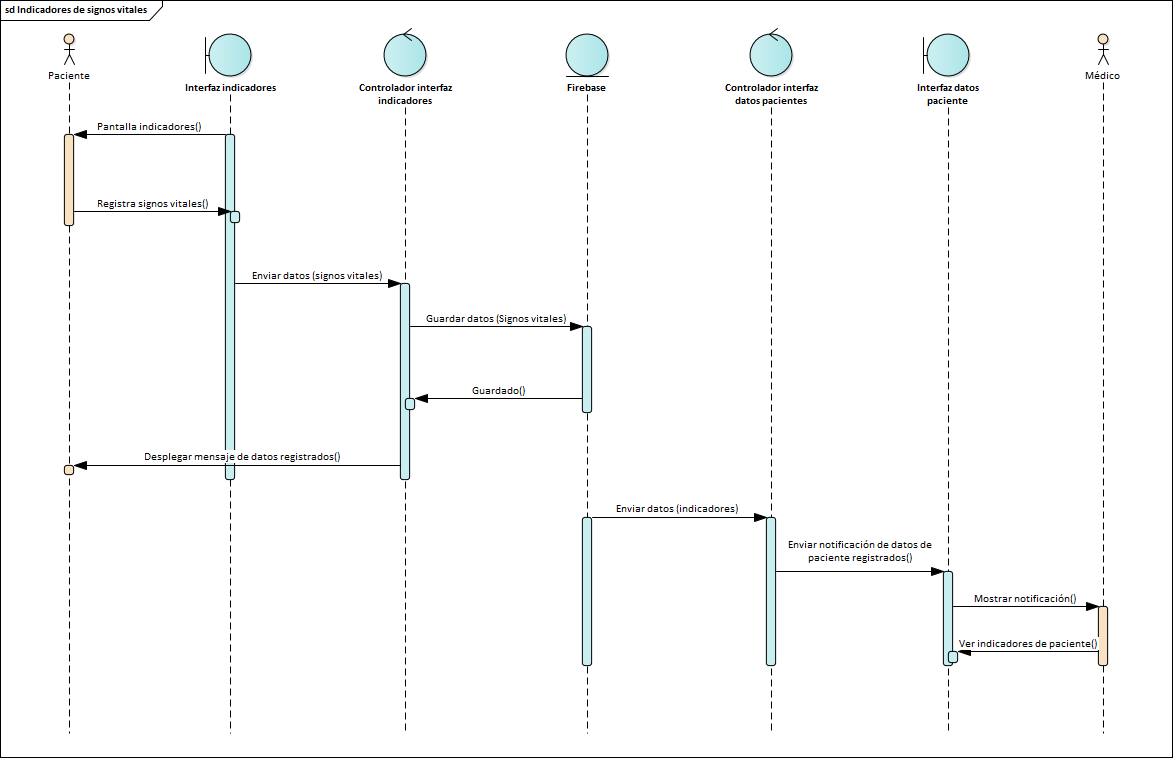 sd Indicadores de signos vitales
Paciente
Interfaz indicadores
Controlador interfaz
indicadores
Firebase
Controlador interfaz
datos pacientes
Interfaz datos
paciente
Médico
Pantalla indicadores()
Registra signos vitales()
Enviar datos (signos vitales)
Guardar datos (Signos vitales)
Guardado()
Desplegar mensaje de datos registrados()
Enviar datos (indicadores)
Enviar notificación de datos de
paciente registrados()
Mostrar notificación()
Ver indicadores de paciente()